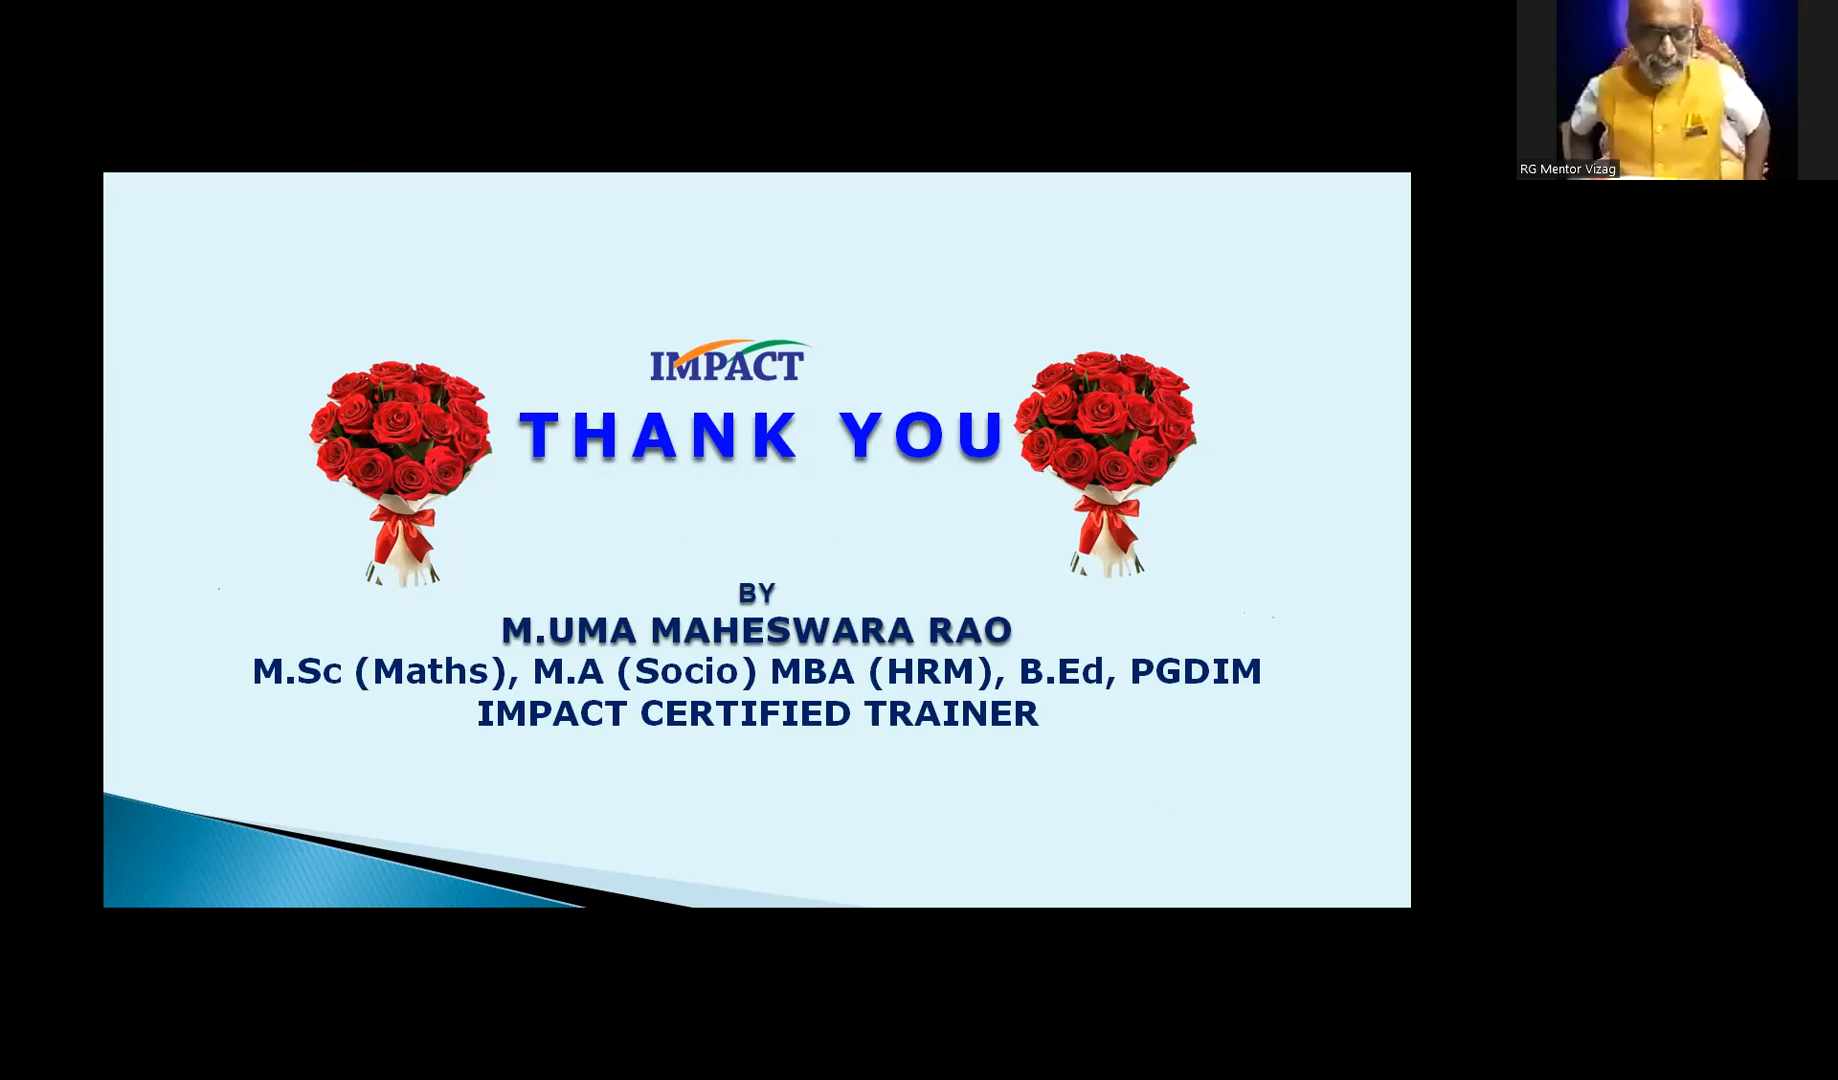 RG Mentor Vizag
IMPACT
THANK YOU
BY
M.UMA MAHESWARA RAO
M.Sc (Maths), M.A (Socio) MBA (HRM), B.Ed, PGDIM
IMPACT CERTIFIED TRAINER